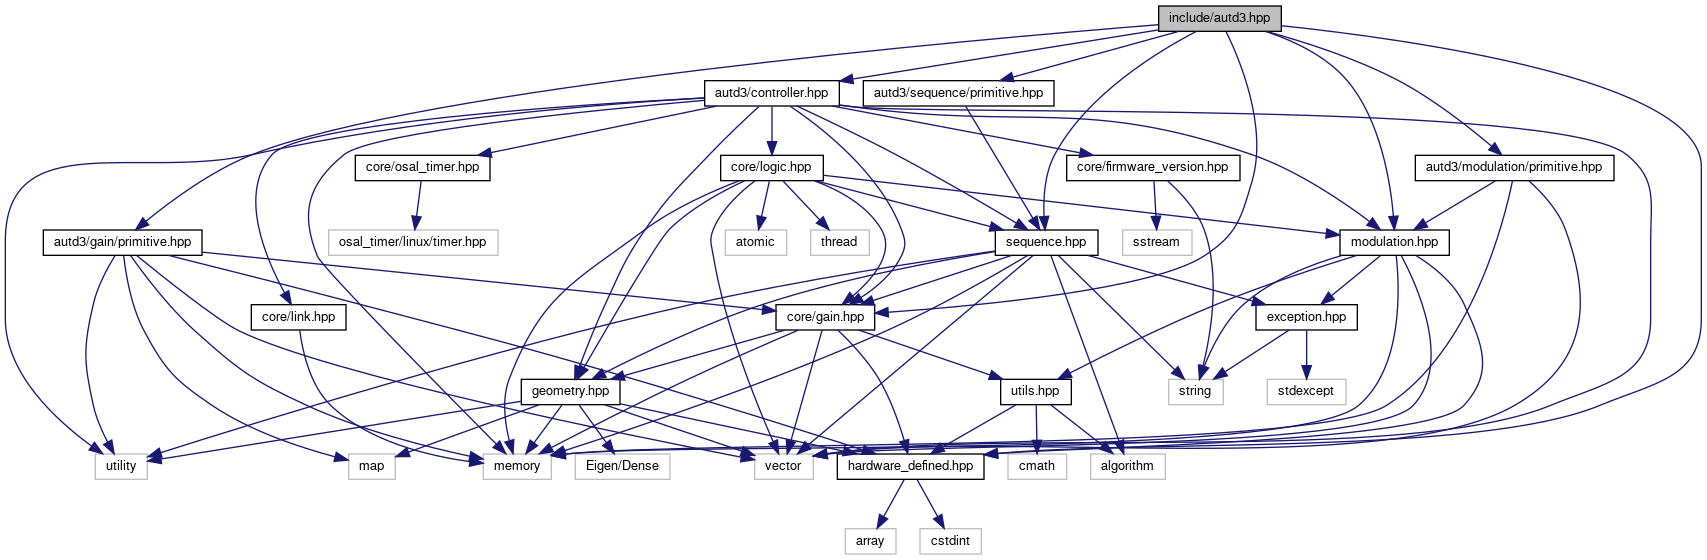 include/autd3.hpp
autd3/controller.hpp
autd3/sequence/primitive.hpp
core/osal_timer.hpp
core/logic.hpp
core/firmware_version.hpp
autd3/modulation/primitive.hpp
autd3/gain/primitive.hpp
osal_timer/linux/timer.hpp
atomic
thread
sequence.hpp
sstream
modulation.hpp
core/link.hpp
core/gain.hpp
exception.hpp
geometry.hpp
utils.hpp
string
stdexcept
utility
map
memory
Eigen/Dense
vector
hardware_defined.hpp
cmath
algorithm
array
cstdint